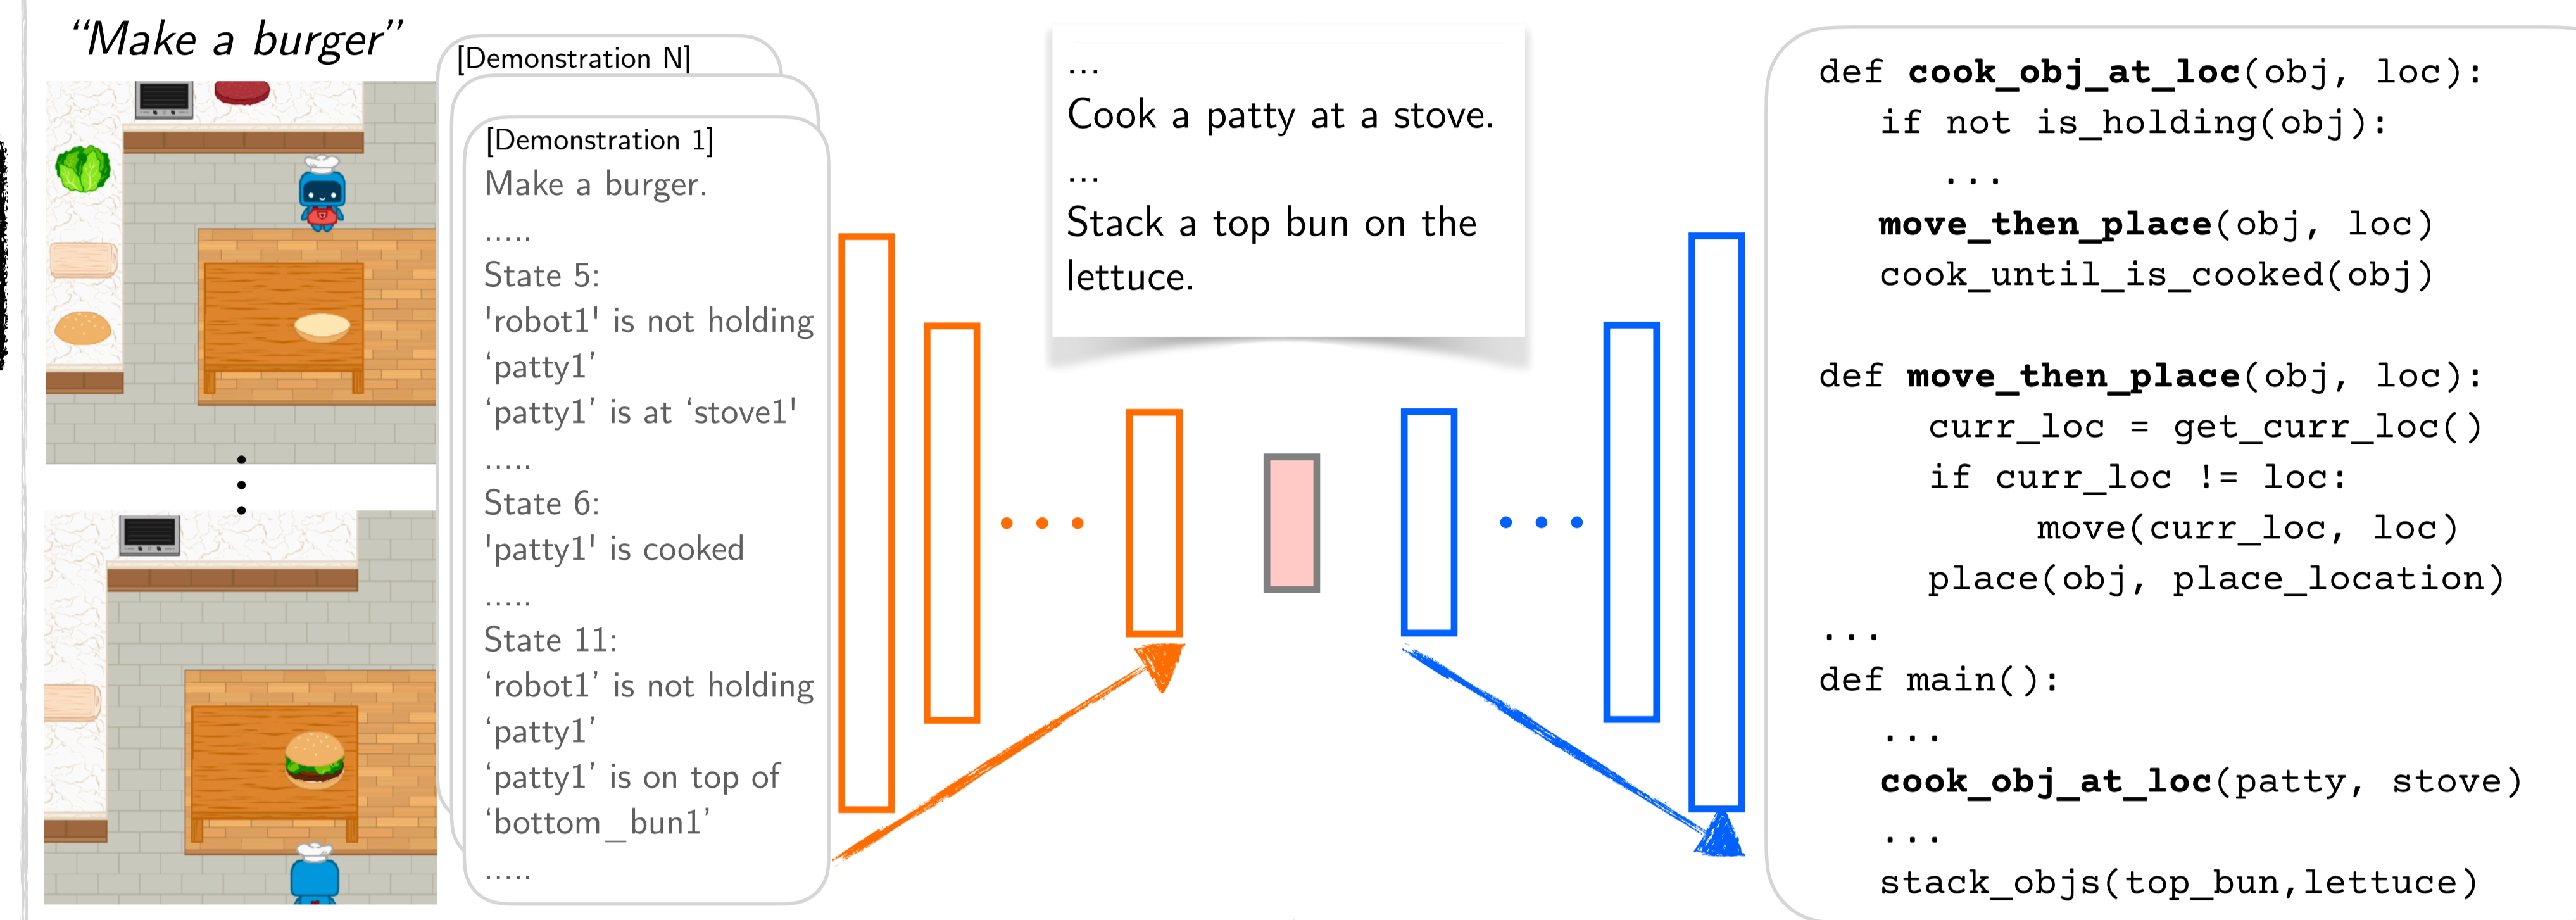 “Make a burger”
[Demonstration N]
[Demonstration 1]
Make a burger.
.....
State 5:
'robot1' is not holding
‘patty1’
‘patty1’ is at ‘stove1'
.....
State 6:
'patty1' is cooked
.....
State 11:
‘robot1’ is not holding
‘patty1’
‘patty1’ is on top of
‘bottom_bun1’
.....
...
Cook a patty at a stove.
...
Stack a top bun on the
lettuce.
def cook_obj_at_loc(obj, loc):
if not is_holding(obj):
...
move_then_place(obj, loc)
cook_until_is_cooked(obj)
def move_then_place(obj, loc):
curr_loc = get_curr_loc()
if curr_loc != loc:
move(curr_loc, loc)
place(obj, place_location)
...
def main():
...
cook_obj_at_loc(patty, stove)
...
stack_objs(top_bun,lettuce)